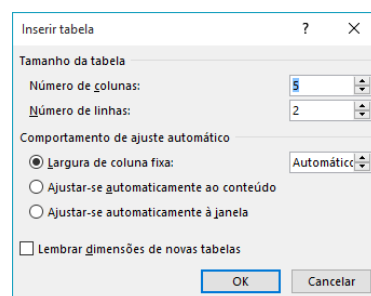 Inserir tabela ? ✕
Tamanho da tabela
Número de colunas: 5
Número de linhas: 2
Comportamento de ajuste automático
Largura de coluna fixa: Automátic
Ajustar-se automaticamente ao conteúdo
Ajustar-se automaticamente à janela
Lembrar dimensões de novas tabelas
OK Cancelar